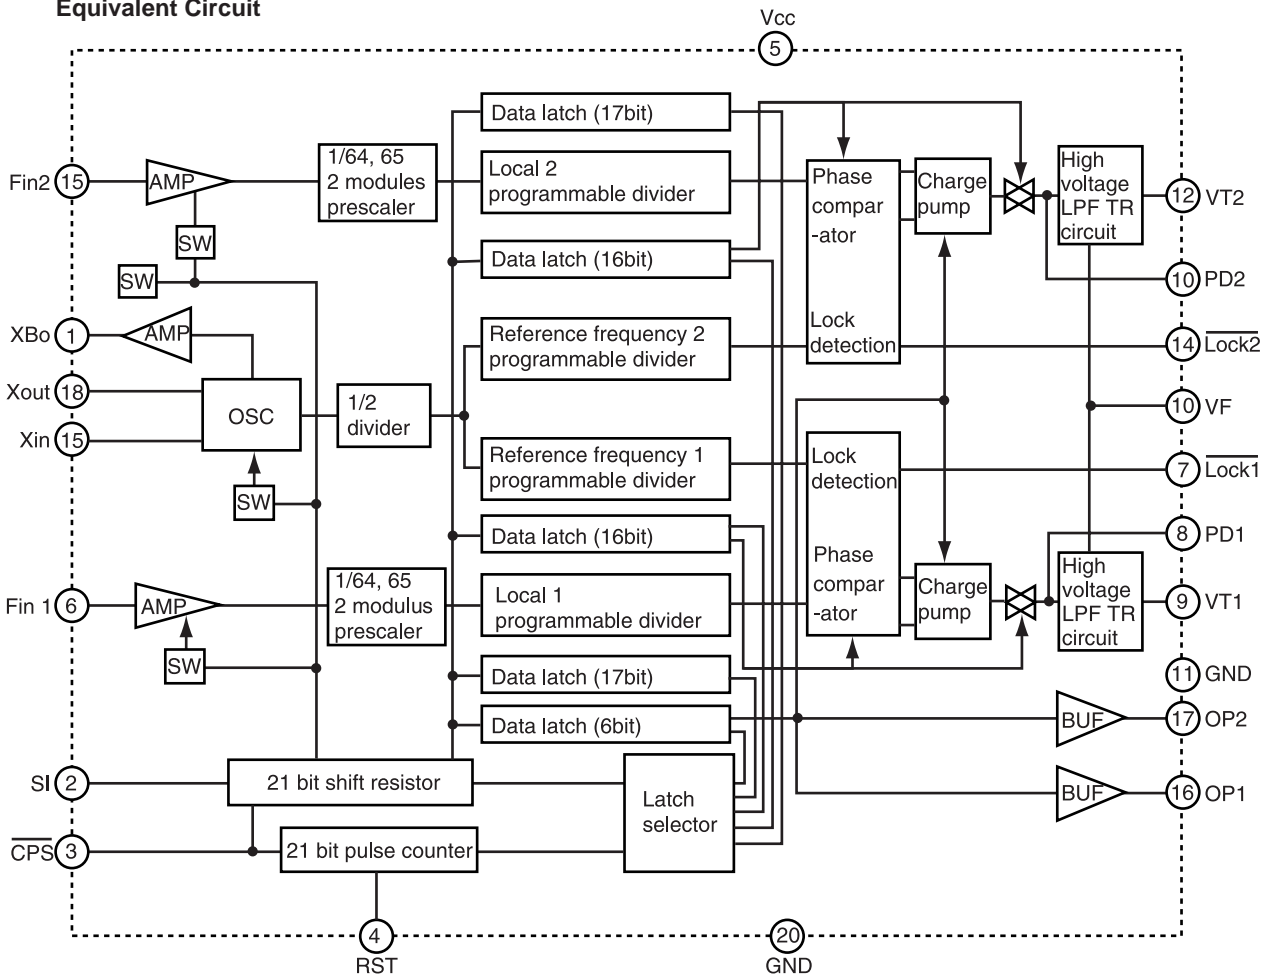 Equivalent Circuit
Vcc
5
Data latch (17bit)
Fin2
15
AMP
1/64, 65
2 modules
prescaler
Local 2
programmable divider
Phase
compar
-ator
Lock
detection
Charge
pump
High
voltage
LPF TR
circuit
12
VT2
SW
SW
Data latch (16bit)
10
PD2
XBo
1
AMP
Reference frequency 2
programmable divider
14
Lock2
Xout
18
OSC
1/2
divider
10
VF
Xin
15
Reference frequency 1
programmable divider
Lock
detection
Phase
compar
-ator
7
Lock1
SW
Data latch (16bit)
8
PD1
Fin 1
6
AMP
1/64, 65
2 modulus
prescaler
Local 1
programmable divider
Charge
pump
High
voltage
LPF TR
circuit
9
VT1
SW
Data latch (17bit)
11
GND
Data latch (6bit)
BUF
17
OP2
SI
2
21 bit shift resistor
Latch
selector
BUF
16
OP1
CPS
3
21 bit pulse counter
4
RST
20
GND